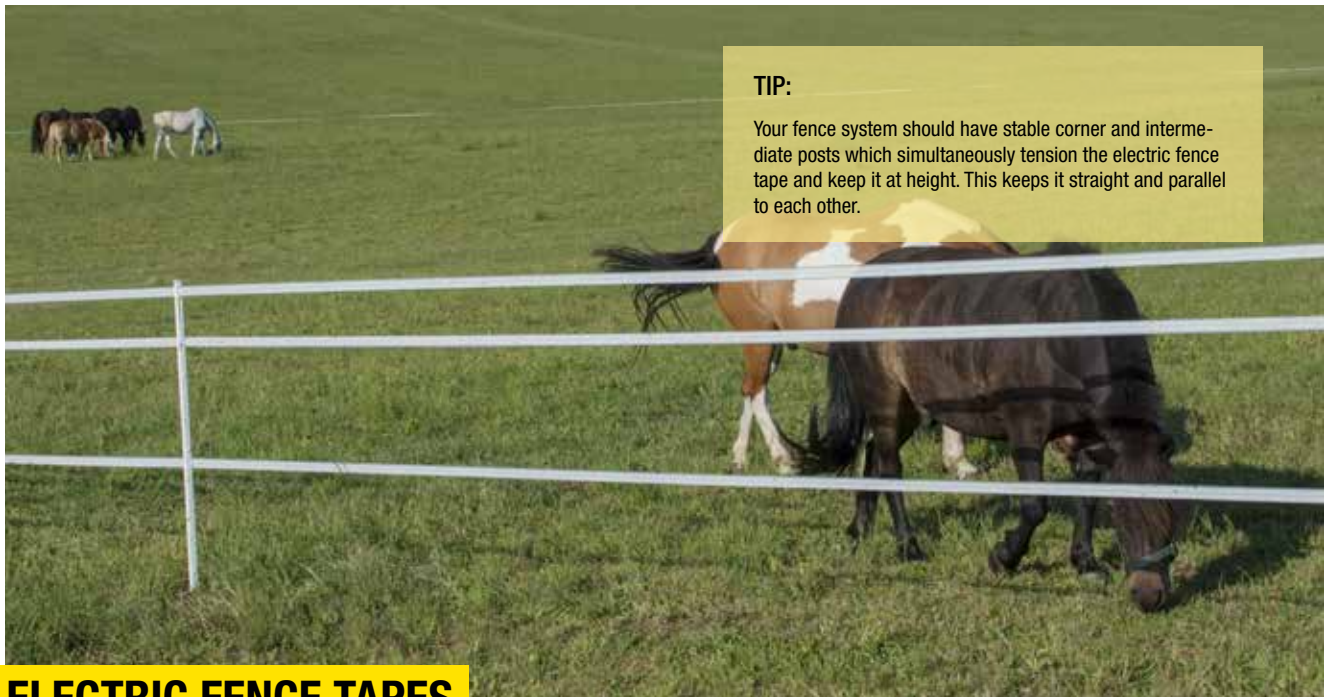 TIP:
Your fence system should have stable corner and interme-
diate posts which simultaneously tension the electric fence
tape and keep it at height. This keeps it straight and parallel
to each other.
ELECTRIC FENCE TAPES